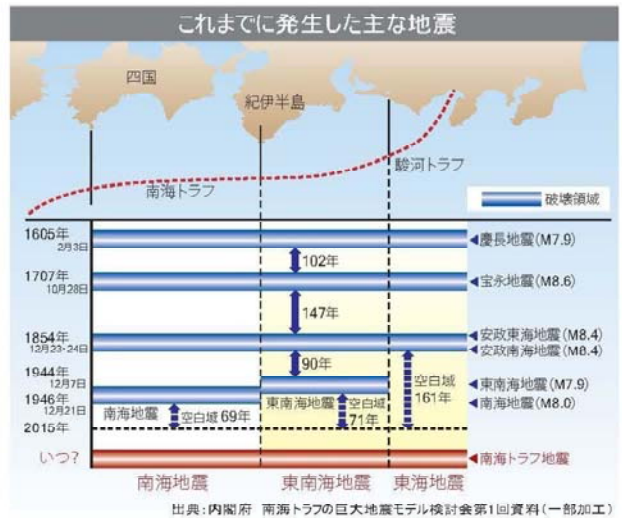 これまでに発生した主な地震
四国
紀伊半島
駿河トラフ
南海トラフ
破壊領域
1605年
2月3日
慶長地震(M7.9)
102年
1707年
10月28日
宝永地震(M8.6)
147年
1854年
12月23・24日
安政東海地震(M8.4)
安政南海地震(M8.4)
90年
1944年
12月7日
東南海地震(M7.9)
1946年
12月21日
南海地震(M8.0)
南海地震
空白域 69年
東南海地震
空白域
71年
空白域
161年
2015年
いつ?
南海トラフ地震
南海地震
東南海地震
東海地震
出典:内閣府 南海トラフの巨大地震モデル検討会第1回資料(一部加工)